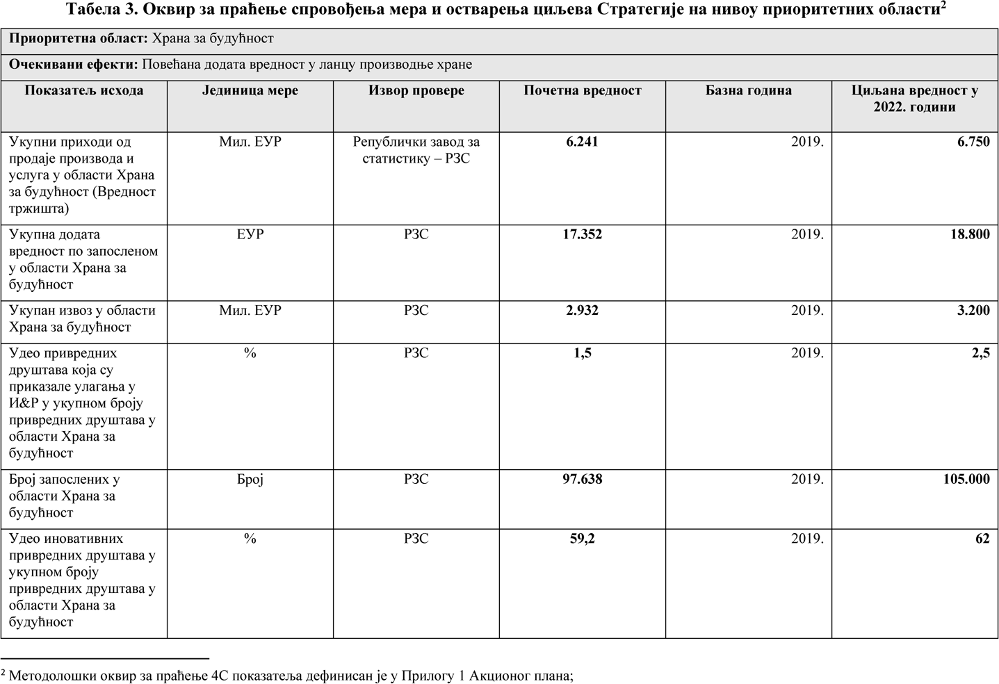 Табела 3. Оквир за праћење спровођења мера и остварења циљева Стратегије на нивоу приоритетних области²
Приоритетна област: Храна за будућност
Очекивани ефекти: Повећана додата вредност у ланцу производње хране
Показатељ исхода Јединица мере Извор провере Почетна вредност Базна година Циљана вредност у
2022. години
Укупни приходи од Мил. ЕУР Републички завод за 6.241 2019. 6.750
продаје производа и статистику – РЗС
услуга у области Храна
за будућност (Вредност
тржишта)
Укупна додата ЕУР РЗС 17.352 2019. 18.800
вредност по запосленом
у области Храна за
будућност
Укупан извоз у области Мил. ЕУР РЗС 2.932 2019. 3.200
Храна за будућност
Удео привредних % РЗС 1,5 2019. 2,5
друштава која су
приказале улагања у
И&Р у укупном броју
привредних друштава у
области Храна за
будућност
Број запослених у Број РЗС 97.638 2019. 105.000
области Храна за
будућност
Удео иновативних % РЗС 59,2 2019. 62
привредних друштава у
укупном броју
привредних друштава у
области Храна за
будућност
² Методолошки оквир за праћење 4С показатеља дефинисан је у Прилогу 1 Акционог плана;